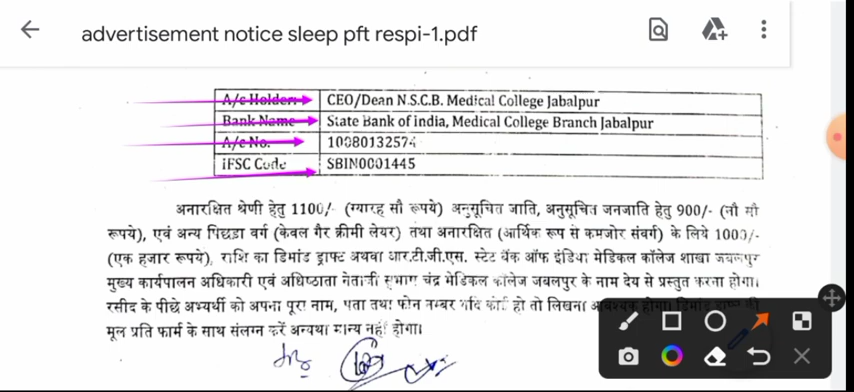 advertisement notice sleep pft respi-1.pdf
A/c Holder: CEO/Dean N.S.C.B. Medical College Jabalpur
Bank Name State Bank of india, Medical College Branch Jabalpur
A/c No. 10080132574
iFSC Code SBIN0001445
अनारक्षित श्रेणी हेतु 1100/- (ग्यारह सौ रूपये) अनुसूचित जाति, अनुसूचित जनजाति हेतु 900/- (नौ सौ
रूपये), एवं अन्य पिछड़ा वर्ग (केवल गैर क्रीमी लेयर) तथा अनारक्षित (आर्थिक रूप से कमजोर संवर्ग) के लिये 1000/-
(एक हजार रूपये), राशि का डिमांड ड्राफ्ट अथवा आर.टी.जी.एस. स्टेट बैंक ऑफ इंडिया मेडिकल कॉलेज शाखा जबलपुर
मुख्य कार्यपालन अधिकारी एवं अधिष्ठाता नेताजी सुभाष चंद्र मेडिकल कॉलेज जबलपुर के नाम देय से प्रस्तुत करना होगा।
रसीद के पीछे अभ्यर्थी को अपना पूरा नाम, पता तथा फोन नम्बर यदि कोई हो तो लिखना आवश्यक होगा। डिमांड
मूल प्रति फार्म के साथ संलग्न करें अन्यथा मान्य नहीं होगा।